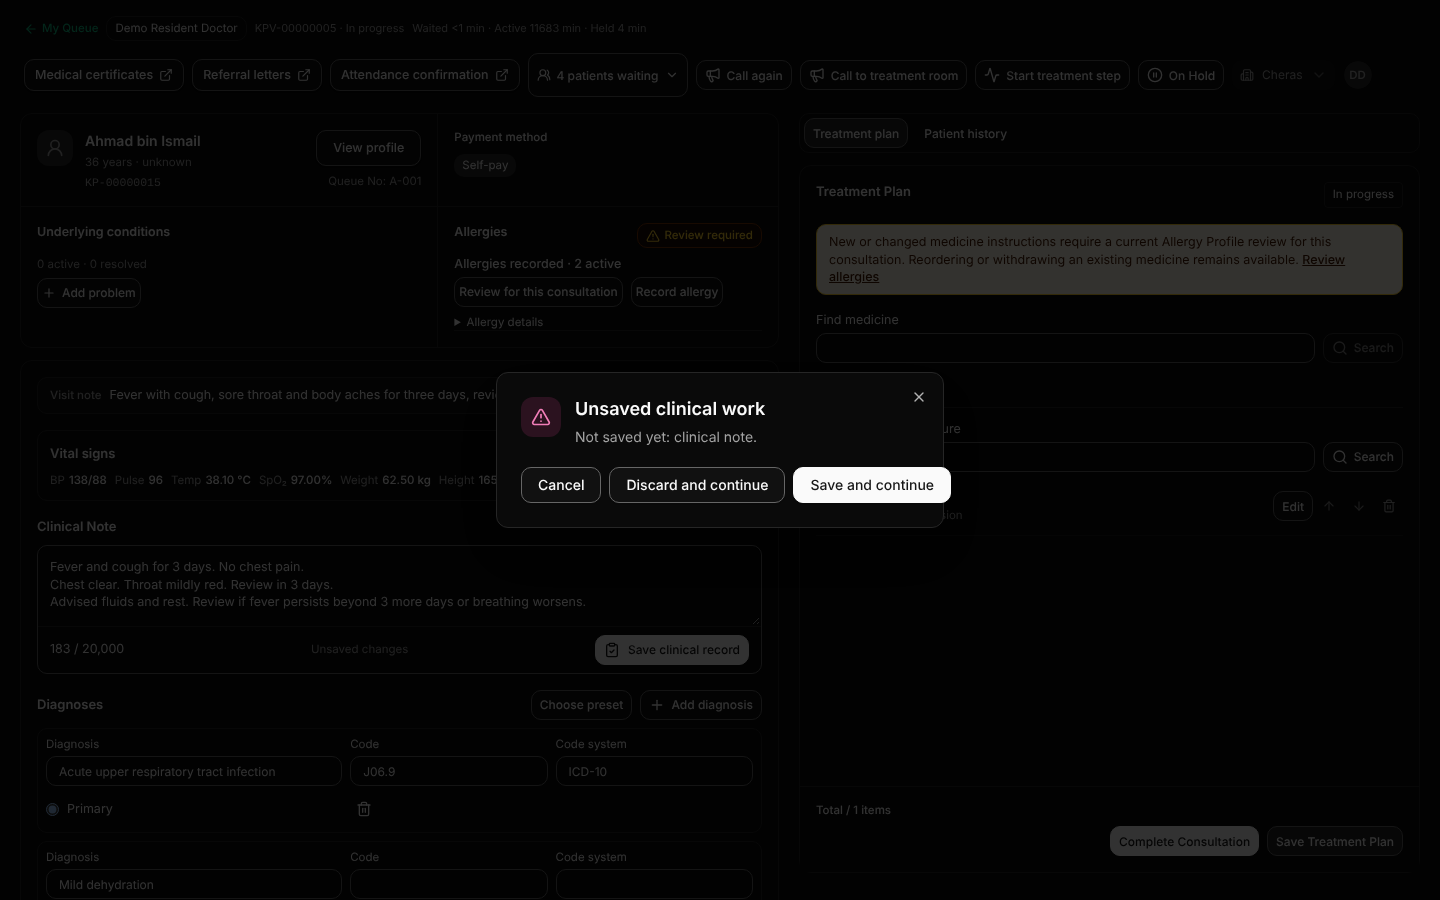 My Queue
Demo Resident Doctor
KPV-00000005 · In progress Waited <1 min · Active 11683 min · Held 4 min
Medical certificates
Referral letters
Attendance confirmation
4 patients waiting
Call again
Call to treatment room
Start treatment step
On Hold
Cheras
DD
Ahmad bin Ismail
36 years · unknown
KP-00000015
View profile
Queue No: A-001
Payment method
Self-pay
Underlying conditions
0 active · 0 resolved
Add problem
Allergies
Review required
Allergies recorded · 2 active
Review for this consultation
Record allergy
Allergy details
Treatment plan
Patient history
Treatment Plan
In progress
New or changed medicine instructions require a current Allergy Profile review for this
consultation. Reordering or withdrawing an existing medicine remains available. Review
allergies
Find medicine
Search
Search
Edit
Visit note Fever with cough, sore throat and body aches for three days,
Vital signs
BP 138/88 Pulse 96 Temp 38.10 °C SpO₂ 97.00% Weight 62.50 kg Height
Unsaved clinical work
Not saved yet: clinical note.
Cancel
Discard and continue
Save and continue
Clinical Note
Fever and cough for 3 days. No chest pain.
Chest clear. Throat mildly red. Review in 3 days.
Advised fluids and rest. Review if fever persists beyond 3 more days or breathing worsens.
183 / 20,000
Unsaved changes
Save clinical record
Diagnoses
Choose preset
Add diagnosis
Diagnosis Code Code system
Acute upper respiratory tract infection J06.9 ICD-10
Primary
Diagnosis Code Code system
Mild dehydration
Total / 1 items
Complete Consultation
Save Treatment Plan